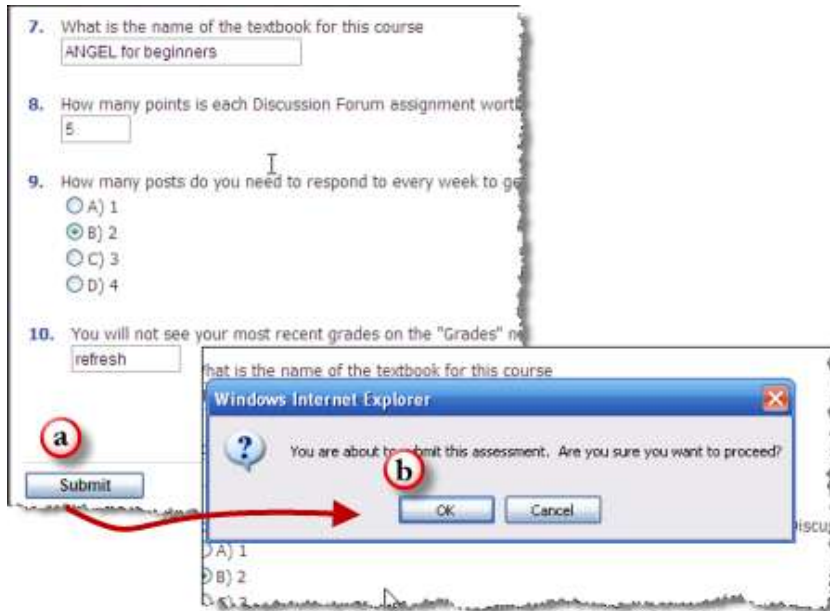 7. What is the name of the textbook for this course
ANGEL for beginners
8. How many points is each Discussion Forum assignment wort
5
9. How many posts do you need to respond to every week to ge
A) 1
B) 2
C) 3
D) 4
10. You will not see your most recent grades on the "Grades"
refresh
a
Submit
hat is the name of the textbook for this course
Windows Internet Explorer
You are about to submit this assessment. Are you sure you want to proceed?
b
OK
Cancel
Discu
A) 1
B) 2